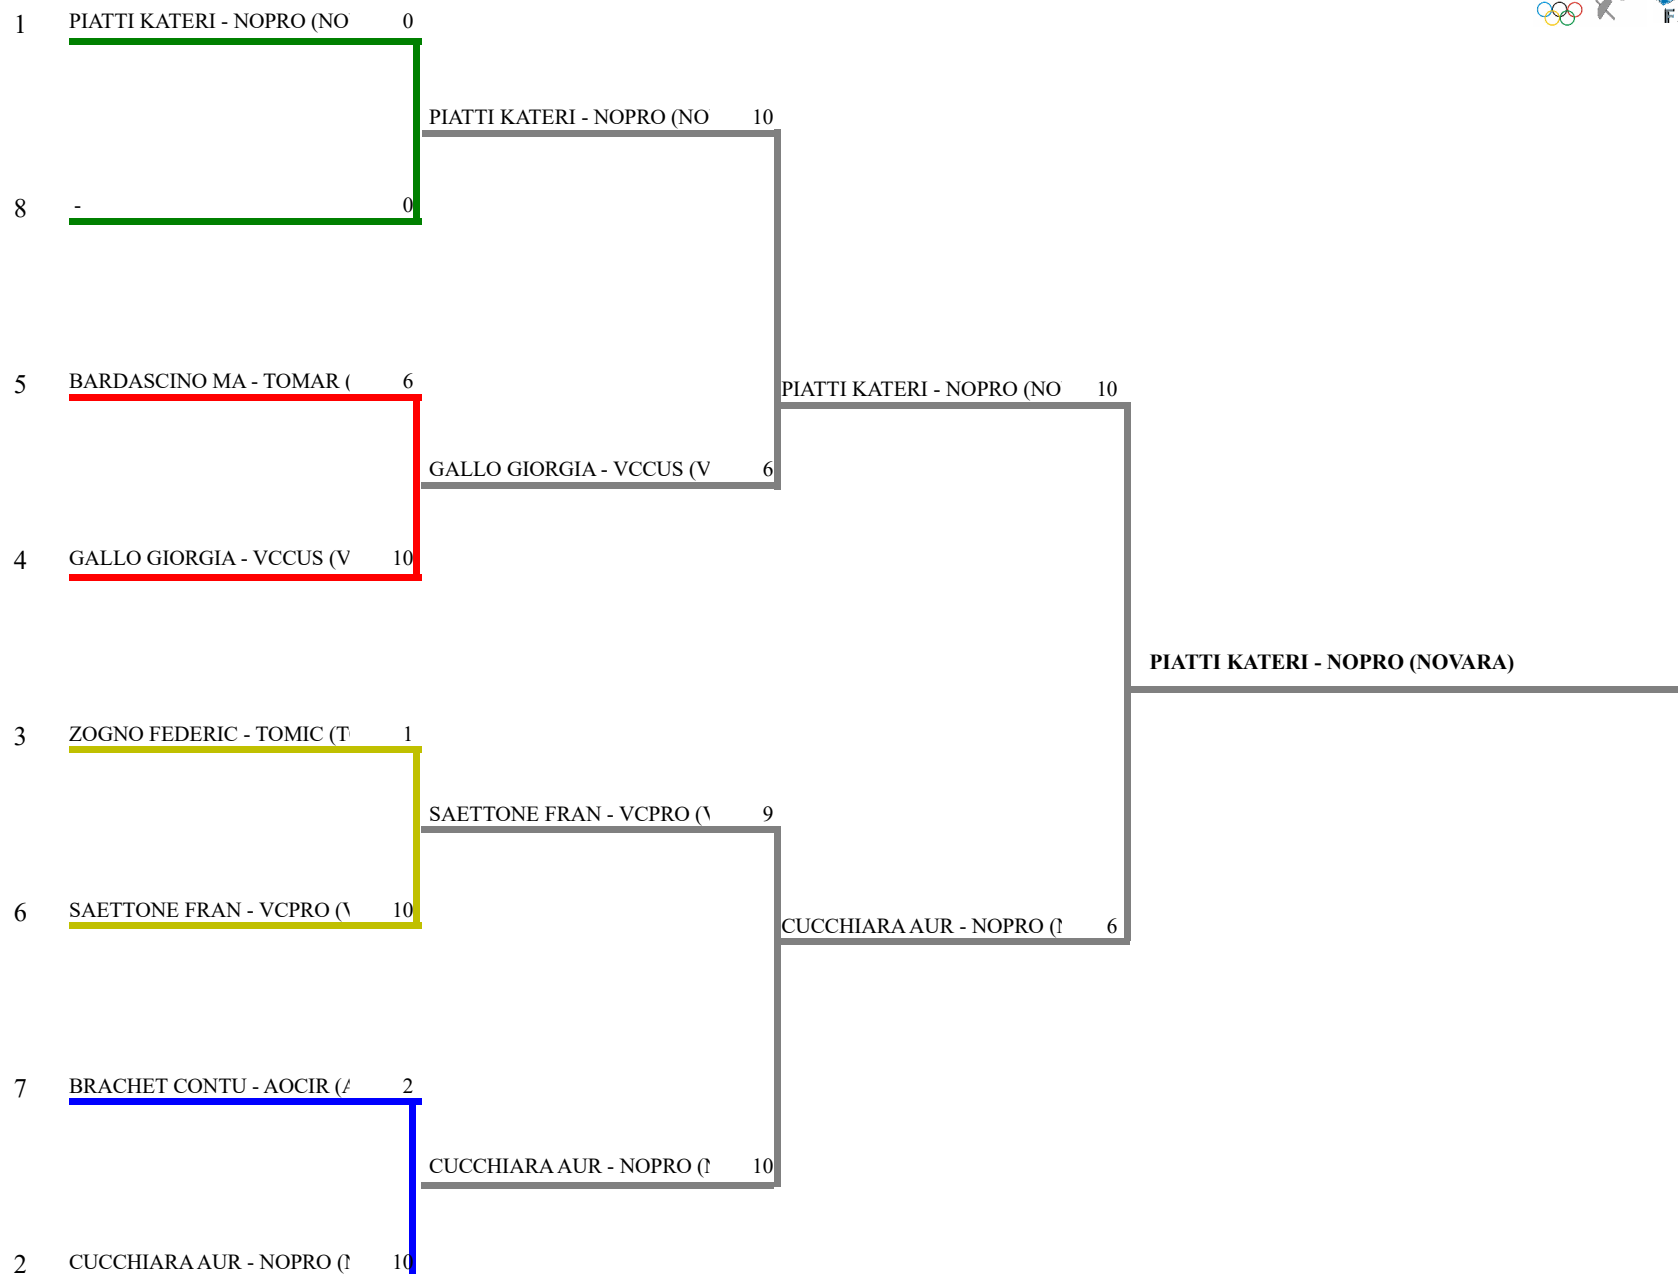 1 PIATTI KATERI - NOPRO (NO 0
PIATTI KATERI - NOPRO (NO 10
8 - 0
5 BARDASCINO MA - TOMAR ( 6
PIATTI KATERI - NOPRO (NO 10
GALLO GIORGIA - VCCUS (V 6
4 GALLO GIORGIA - VCCUS (V 10
PIATTI KATERI - NOPRO (NOVARA)
3 ZOGNO FEDERIC - TOMIC (T 1
SAETTONE FRAN - VCPRO ( 9
6 SAETTONE FRAN - VCPRO ( 10
CUCCHIARA AUR - NOPRO ( 6
7 BRACHET CONTU - AOCIR ( 2
CUCCHIARA AUR - NOPRO ( 10
2 CUCCHIARA AUR - NOPRO ( 10